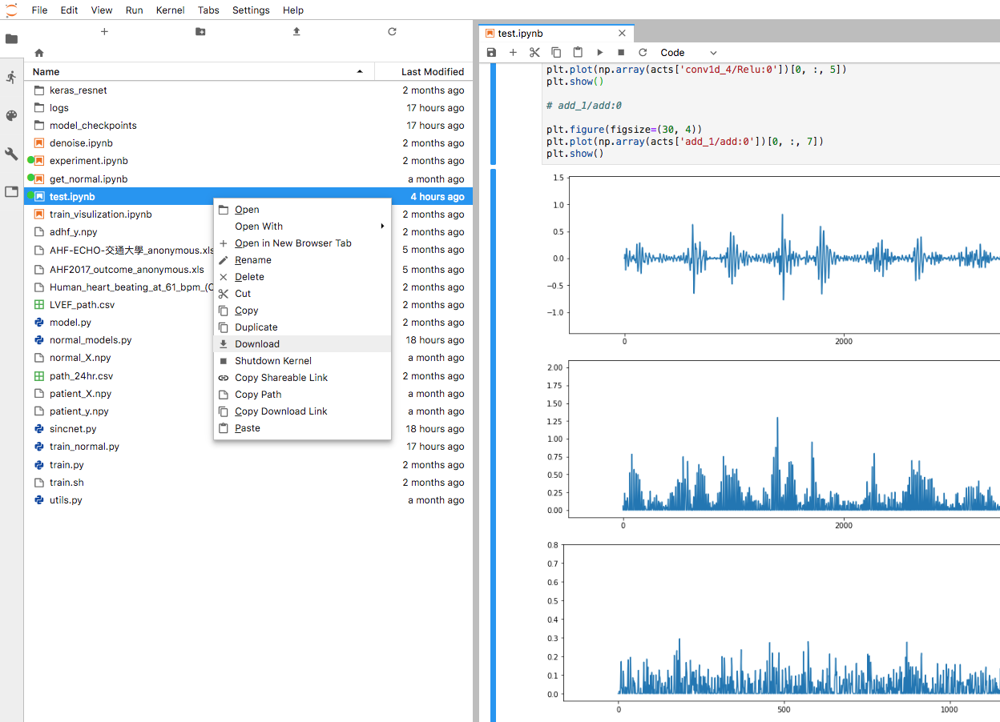 File Edit View Run Kernel Tabs Settings Help
Name Last Modified
keras_resnet 2 months ago
logs 17 hours ago
model_checkpoints 17 hours ago
denoise.ipynb 2 months ago
experiment.ipynb 2 months ago
get_normal.ipynb a month ago
test.ipynb 4 hours ago
train_visulization.ipynb 2 months ago
adhf_y.npy 2 months ago
AHF-ECHO-交通大學_anonymous.xls 5 months ago
AHF2017_outcome_anonymous.xls 5 months ago
Human_heart_beating_at_61_bpm_(C 2 months ago
LVEF_path.csv 2 months ago
model.py 2 months ago
normal_models.py 18 hours ago
normal_X.npy a month ago
path_24hr.csv 2 months ago
patient_X.npy a month ago
patient_y.npy a month ago
sincnet.py 18 hours ago
train_normal.py 17 hours ago
train.py 2 months ago
train.sh 2 months ago
utils.py a month ago
Open
Open With
Open in New Browser Tab
Rename
Delete
Cut
Copy
Duplicate
Download
Shutdown Kernel
Copy Shareable Link
Copy Path
Copy Download Link
Paste
test.ipynb
Code
plt.plot(np.array(acts['conv1d_4/Relu:0'])[0, :, 5])
plt.show()
# add_1/add:0
plt.figure(figsize=(30, 4))
plt.plot(np.array(acts['add_1/add:0'])[0, :, 7])
plt.show()
1.5
1.0
0.5
0.0
−0.5
−1.0
0 2000
2.00
1.75
1.50
1.25
1.00
0.75
0.50
0.25
0.00
0 2000
0.8
0.7
0.6
0.5
0.4
0.3
0.2
0.1
0.0
0 500 1000